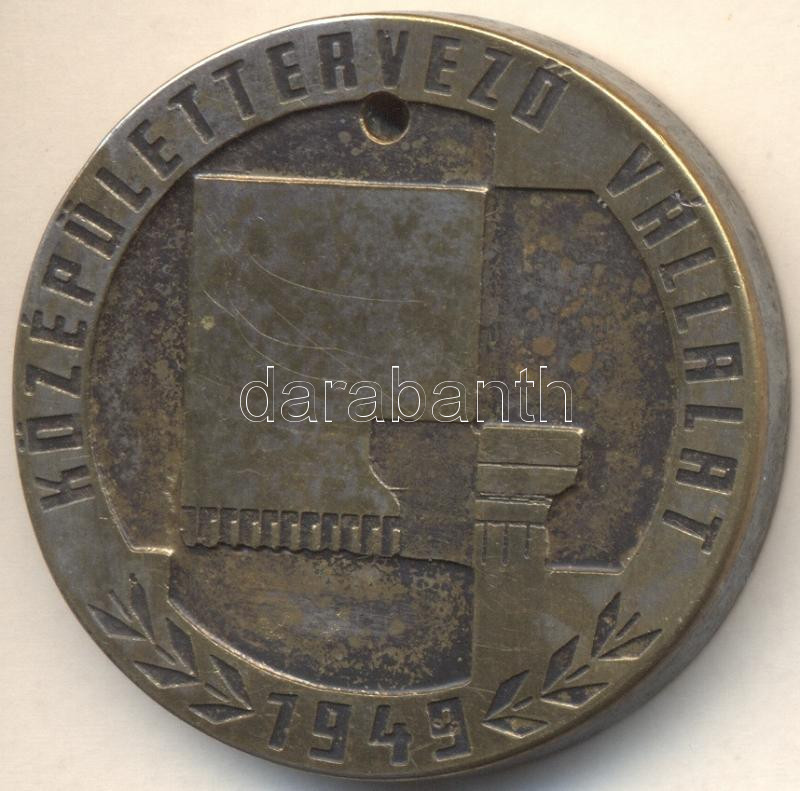 KÖZÉPÜLETTERVEZŐ VÁLLALAT
darabanth
1949